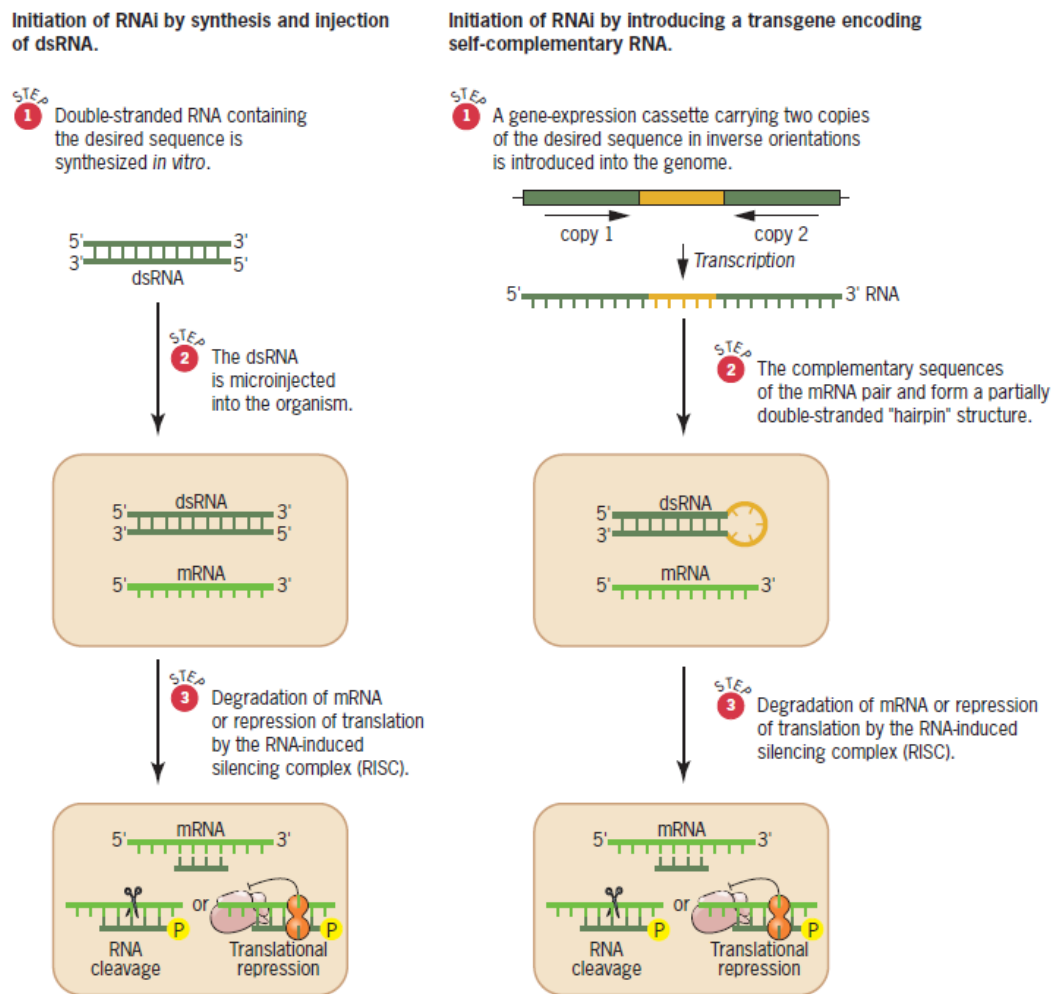 Initiation of RNAi by synthesis and injection
of dsRNA.
STEP
1
Double-stranded RNA containing
the desired sequence is
synthesized in vitro.
5' 3'
3' 5'
dsRNA
STEP
2
The dsRNA
is microinjected
into the organism.
dsRNA
5' 3'
3' 5'
mRNA
5' 3'
STEP
3
Degradation of mRNA
or repression of translation
by the RNA-induced
silencing complex (RISC).
mRNA
5' 3'
or
P P
RNA
cleavage
Translational
repression
Initiation of RNAi by introducing a transgene encoding
self-complementary RNA.
STEP
1
A gene-expression cassette carrying two copies
of the desired sequence in inverse orientations
is introduced into the genome.
copy 1 copy 2
Transcription
5' 3' RNA
STEP
2
The complementary sequences
of the mRNA pair and form a partially
double-stranded "hairpin" structure.
dsRNA
5'
3'
mRNA
5' 3'
STEP
3
Degradation of mRNA or repression
of translation by the RNA-induced
silencing complex (RISC).
mRNA
5' 3'
or
P P
RNA
cleavage
Translational
repression